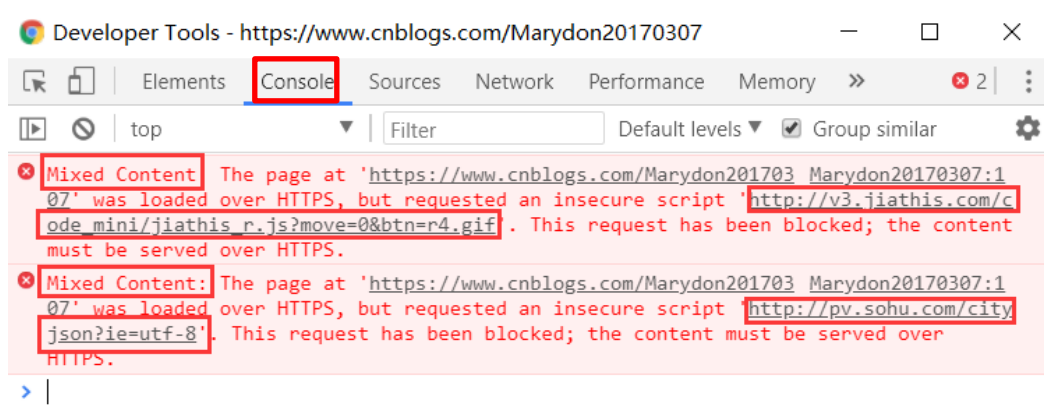 Developer Tools - https://www.cnblogs.com/Marydon20170307
Elements Console Sources Network Performance Memory » 2
top Filter Default levels Group similar
Mixed Content: The page at 'https://www.cnblogs.com/Marydon201703 Marydon20170307:1
07' was loaded over HTTPS, but requested an insecure script 'http://v3.jiathis.com/c
ode_mini/jiathis_r.js?move=0&btn=r4.gif'. This request has been blocked; the content
must be served over HTTPS.
Mixed Content: The page at 'https://www.cnblogs.com/Marydon201703 Marydon20170307:1
07' was loaded over HTTPS, but requested an insecure script 'http://pv.sohu.com/city
json?ie=utf-8'. This request has been blocked; the content must be served over
HTTPS.
>